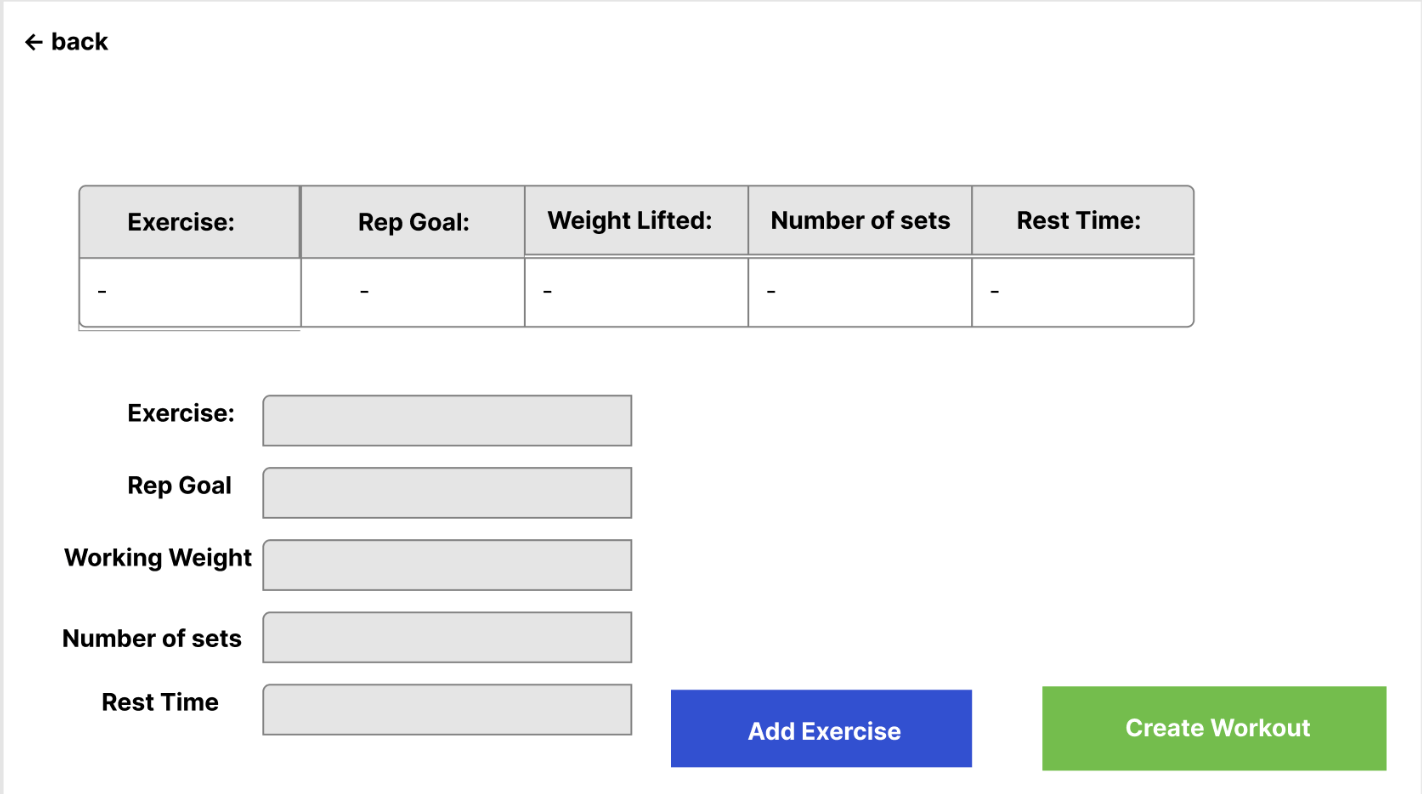 ← back
Exercise: Rep Goal: Weight Lifted: Number of sets Rest Time:
- - - - -
Exercise:
Rep Goal
Working Weight
Number of sets
Rest Time
Add Exercise
Create Workout